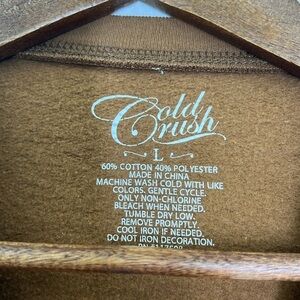 Cold
Crush
L
60% COTTON 40% POLYESTER
MADE IN CHINA
MACHINE WASH COLD WITH LIKE
COLORS. GENTLE CYCLE.
ONLY NON-CHLORINE
BLEACH WHEN NEEDED.
TUMBLE DRY LOW.
REMOVE PROMPTLY.
COOL IRON IF NEEDED.
DO NOT IRON DECORATION.